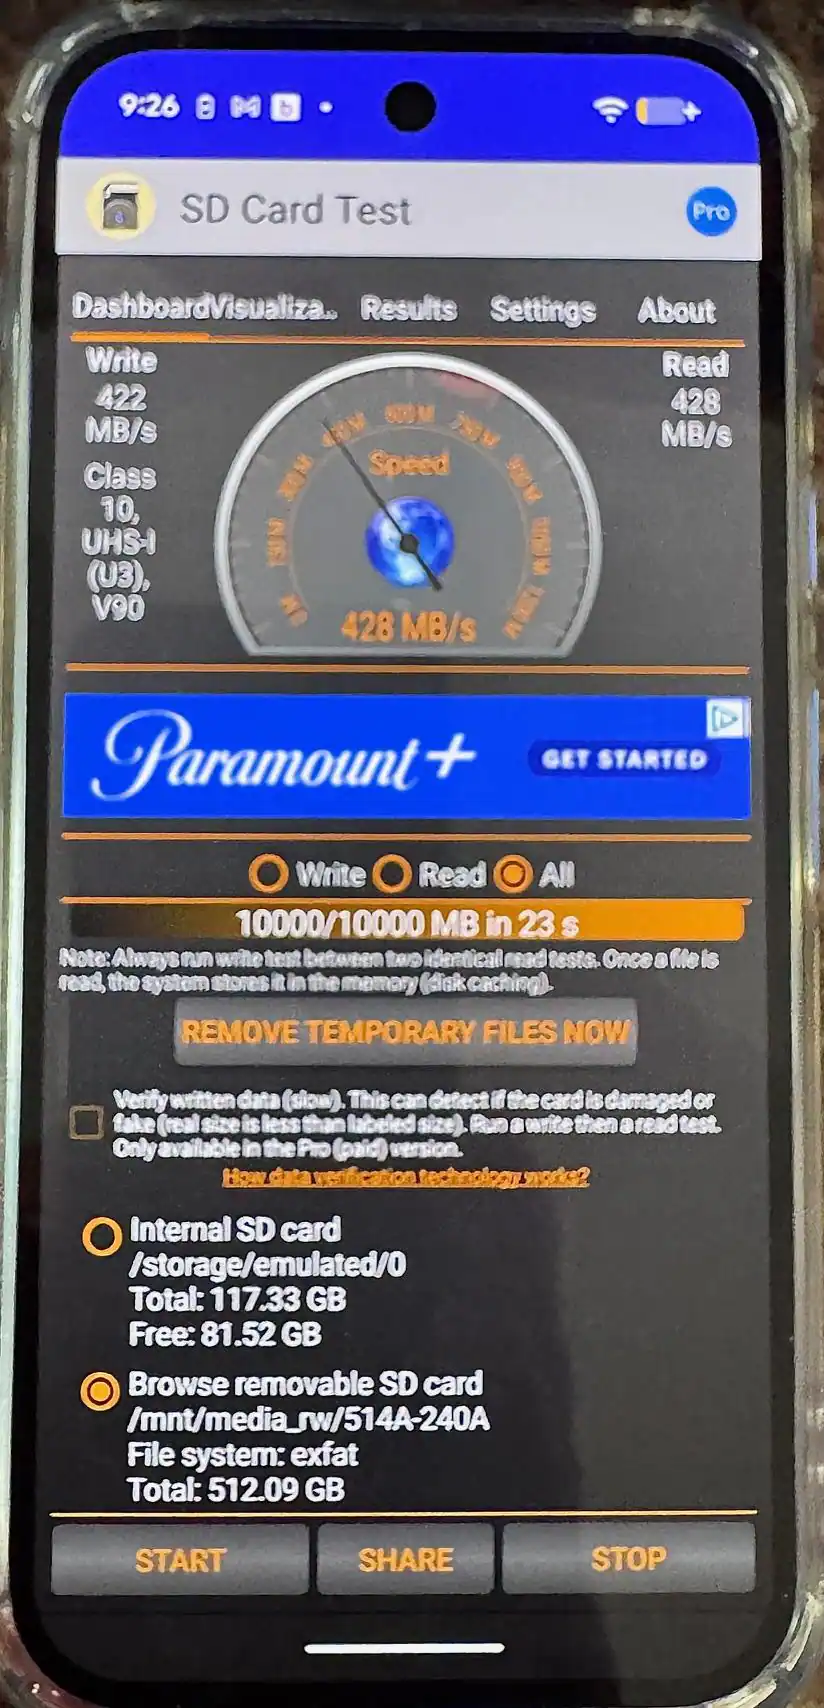 9:26
SD Card Test
Pro
Dashboard Visualiza.. Results Settings About
Write
422
MB/s
Class
10,
UHS-I
(U3),
V90
Read
428
MB/s
Speed
428 MB/s
Paramount+
GET STARTED
Write Read All
10000/10000 MB in 23 s
Note: Always run write test between two identical read tests. Once a file is
read, the system stores it in the memory (disk caching).
REMOVE TEMPORARY FILES NOW
Verify written data (slow). This can detect if the card is damaged or
fake (real size is less than labeled size). Run a write then a read test.
Only available in the Pro (paid) version.
How data verification technology works?
Internal SD card
/storage/emulated/0
Total: 117.33 GB
Free: 81.52 GB
Browse removable SD card
/mnt/media_rw/514A-240A
File system: exfat
Total: 512.09 GB
START SHARE STOP